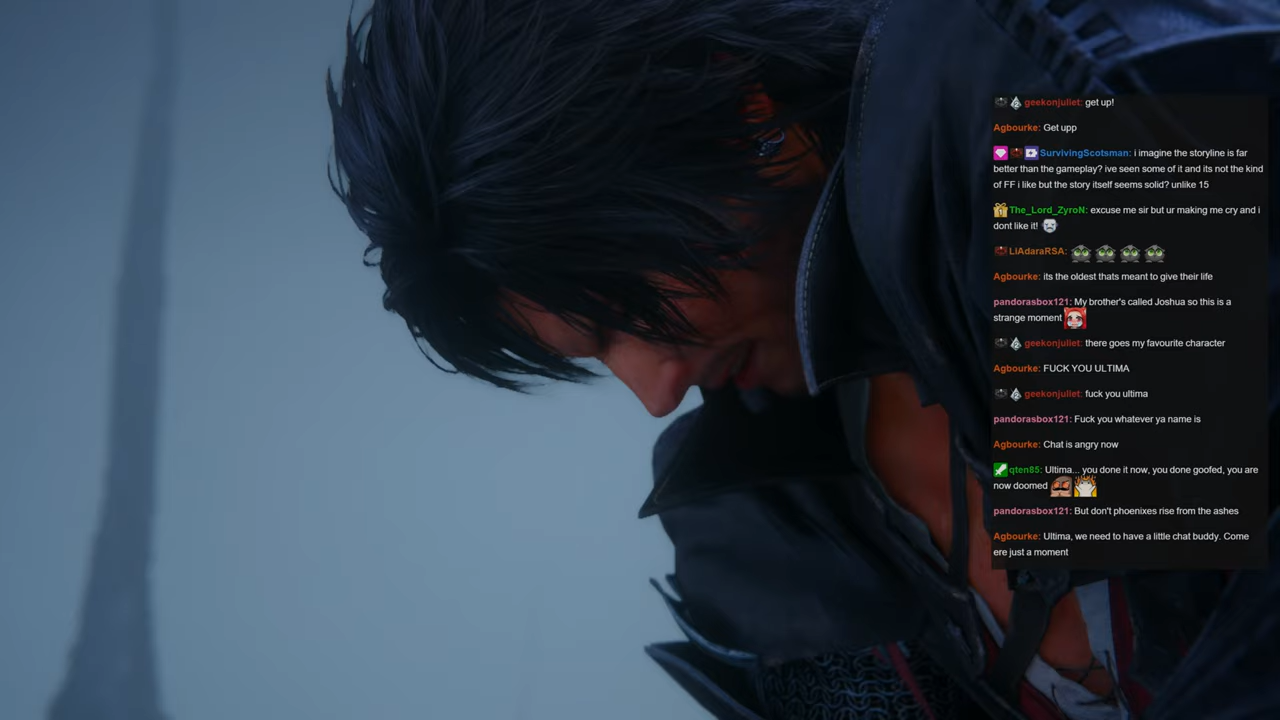 geekonjuliet: get up!
Agbourke: Get upp
SurvivingScotsman: i imagine the storyline is far
better than the gameplay? ive seen some of it and its not the kind
of FF i like but the story itself seems solid? unlike 15
The_Lord_ZyroN: excuse me sir but ur making me cry and i
dont like it!
LiAdaraRSA:
Agbourke: its the oldest thats meant to give their life
pandorasbox121: My brother's called Joshua so this is a
strange moment
geekonjuliet: there goes my favourite character
Agbourke: FUCK YOU ULTIMA
geekonjuliet: fuck you ultima
pandorasbox121: Fuck you whatever ya name is
Agbourke: Chat is angry now
qten85: Ultima... you done it now, you done goofed, you are
now doomed
pandorasbox121: But don't phoenixes rise from the ashes
Agbourke: Ultima, we need to have a little chat buddy. Come
ere just a moment